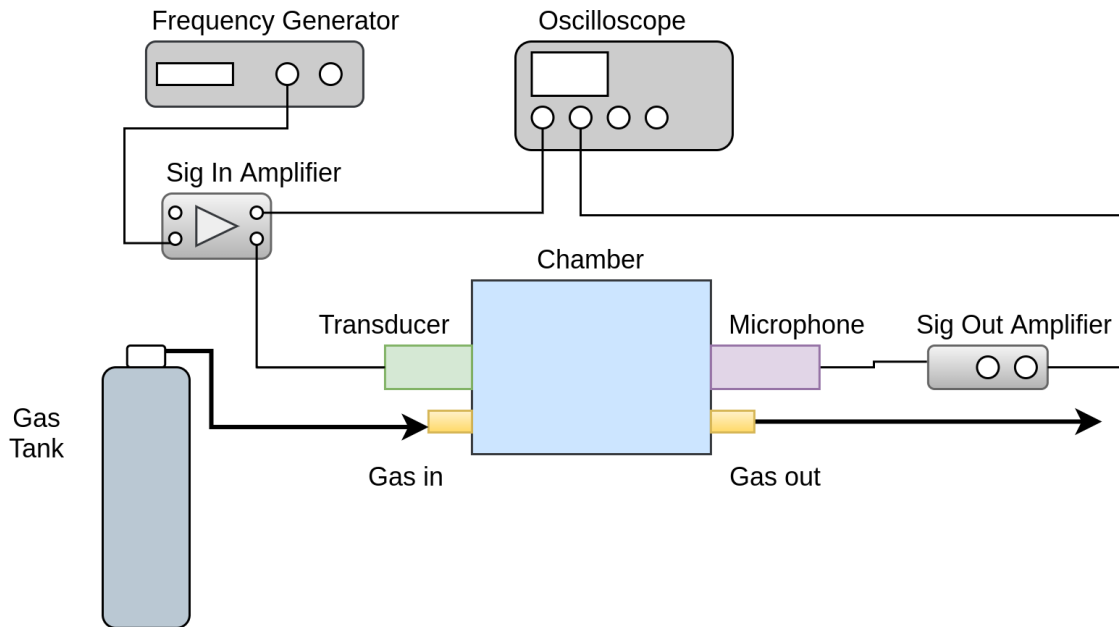 Frequency Generator
Oscilloscope
Sig In Amplifier
Chamber
Transducer
Microphone
Sig Out Amplifier
Gas
Tank
Gas in
Gas out